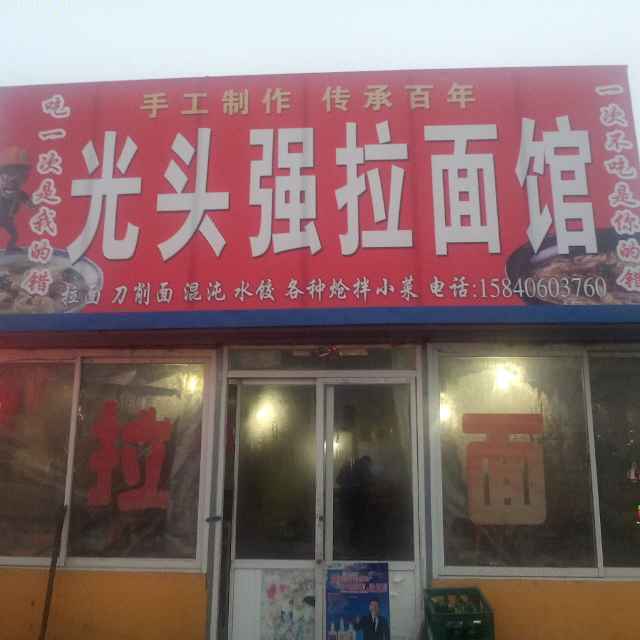 手工制作 传承百年
吃一次是我的错
光头强拉面馆
一次不吃是你的错
拉面 刀削面 混沌 水饺 各种炝拌小菜 电话:15840603760
拉
面